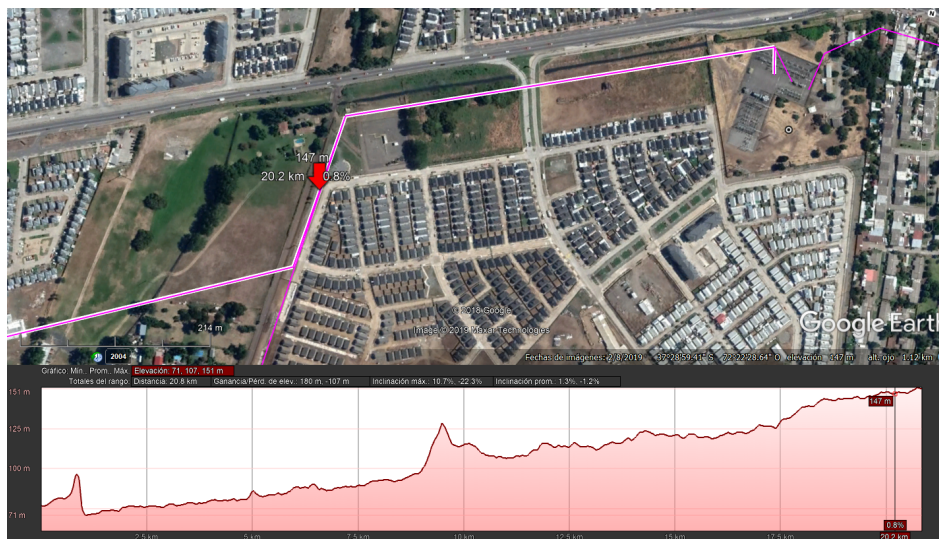 147 m
20.2 km 0.8%
© 2018 Google
Image © 2019 Maxar Technologies
Google Earth
214 m
2004
Fechas de imágenes: 2/8/2019 37°28'59.41" S 72°22'28.64" O elevación 147 m alt. ojo 1.12 km
Gráfico: Mín., Prom., Máx. Elevación: 71, 107, 151 m
Totales del rango: Distancia: 20.8 km Ganancia/Pérd. de elev.: 180 m, -107 m Inclinación máx.: 10.7%, -22.3% Inclinación prom.: 1.3%, -1.2%
151 m
147 m
125 m
100 m
71 m
0.8%
2.5 km 5 km 7.5 km 10 km 12.5 km 15 km 17.5 km 20.2 km